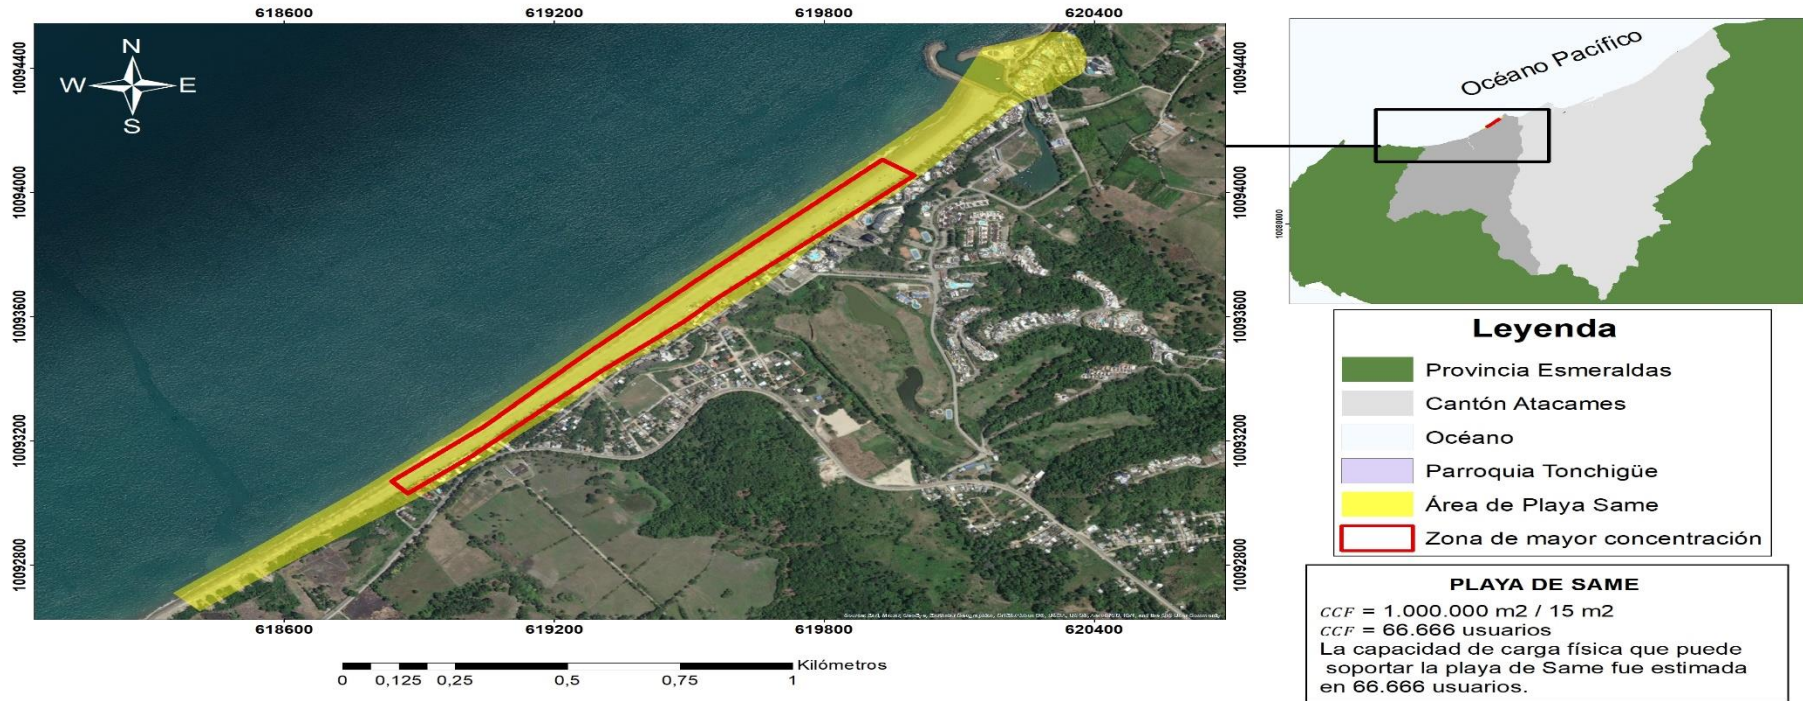 618600
619200
619800
620400
10094400
10094000
10093600
10093200
10092800
N
W
E
S
10094400
10094000
10093600
10093200
10092800
618600
619200
619800
620400
Kilómetros
0
0,125
0,25
0,5
0,75
1
Océano Pacífico
10080000
Leyenda
Provincia Esmeraldas
Cantón Atacames
Océano
Parroquia Tonchigüe
Área de Playa Same
Zona de mayor concentración
PLAYA DE SAME
CCF = 1.000.000 m2 / 15 m2
CCF = 66.666 usuarios
La capacidad de carga física que puede
soportar la playa de Same fue estimada
en 66.666 usuarios.